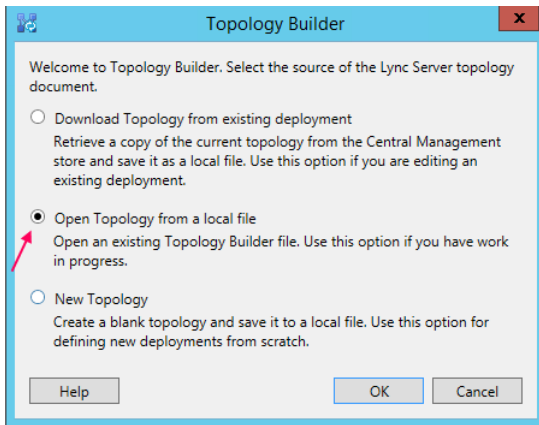 Topology Builder
x
Welcome to Topology Builder. Select the source of the Lync Server topology
document.
Download Topology from existing deployment
Retrieve a copy of the current topology from the Central Management
store and save it as a local file. Use this option if you are editing an
existing deployment.
Open Topology from a local file
Open an existing Topology Builder file. Use this option if you have work
in progress.
New Topology
Create a blank topology and save it to a local file. Use this option for
defining new deployments from scratch.
Help
OK
Cancel